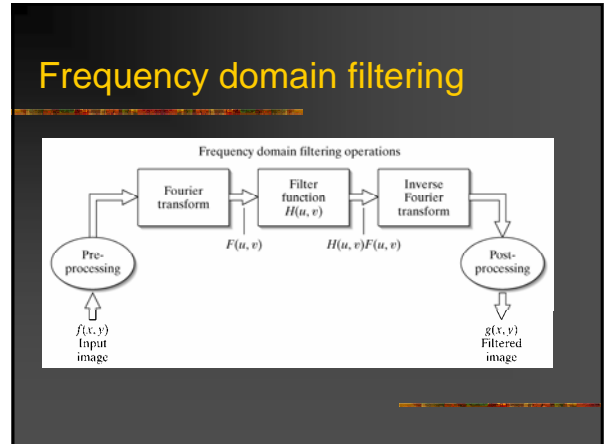 Frequency domain filtering
Frequency domain filtering operations
Fourier
transform
Filter
function
H(u, v)
Inverse
Fourier
transform
F(u, v)
H(u, v)F(u, v)
Pre-
processing
Post-
processing
f(x, y)
Input
image
g(x, y)
Filtered
image